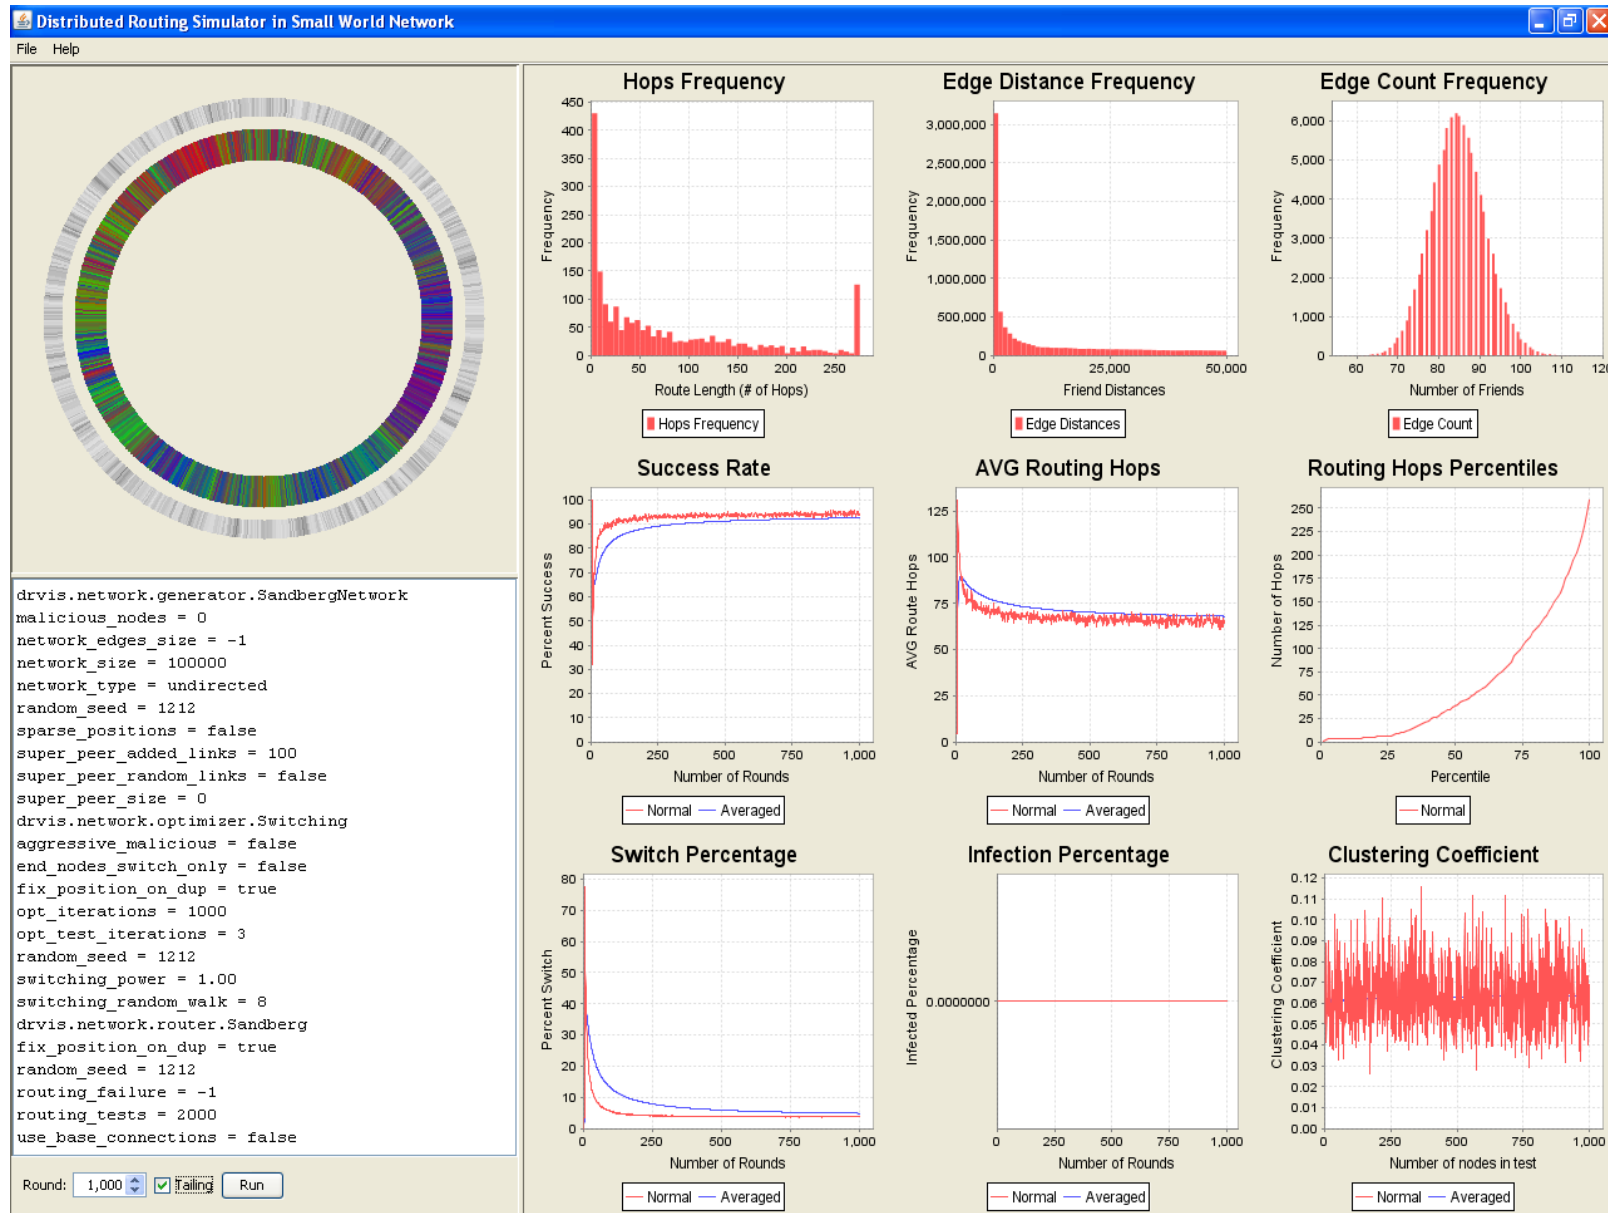 Distributed Routing Simulator in Small World Network
File Help
drvis.network.generator.SandbergNetwork
malicious_nodes = 0
network_edges_size = -1
network_size = 100000
network_type = undirected
random_seed = 1212
sparse_positions = false
super_peer_added_links = 100
super_peer_random_links = false
super_peer_size = 0
drvis.network.optimizer.Switching
aggressive_malicious = false
end_nodes_switch_only = false
fix_position_on_dup = true
opt_iterations = 1000
opt_test_iterations = 3
random_seed = 1212
switching_power = 1.00
switching_random_walk = 8
drvis.network.router.Sandberg
fix_position_on_dup = true
random_seed = 1212
routing_failure = -1
routing_tests = 2000
use_base_connections = false
Round: 1,000 Tailing Run
Hops Frequency
Frequency
450
400
350
300
250
200
150
100
50
0
0 50 100 150 200 250
Route Length (# of Hops)
Hops Frequency
Edge Distance Frequency
Frequency
3,000,000
2,500,000
2,000,000
1,500,000
1,000,000
500,000
0
0 25,000 50,000
Friend Distances
Edge Distances
Edge Count Frequency
Frequency
6,000
5,000
4,000
3,000
2,000
1,000
0
60 70 80 90 100 110 120
Number of Friends
Edge Count
Success Rate
Percent Success
100
90
80
70
60
50
40
30
20
10
0
0 250 500 750 1,000
Number of Rounds
Normal Averaged
AVG Routing Hops
AVG Route Hops
125
100
75
50
25
0
0 250 500 750 1,000
Number of Rounds
Normal Averaged
Routing Hops Percentiles
Number of Hops
250
225
200
175
150
125
100
75
50
25
0
0 25 50 75 100
Percentile
Normal
Switch Percentage
Percent Switch
80
70
60
50
40
30
20
10
0
0 250 500 750 1,000
Number of Rounds
Normal Averaged
Infection Percentage
Infected Percentage
0.0000000
0 250 500 750 1,000
Number of Rounds
Normal Averaged
Clustering Coefficient
Clustering Coefficient
0.12
0.11
0.10
0.09
0.08
0.07
0.06
0.05
0.04
0.03
0.02
0.01
0.00
0 250 500 750 1,000
Number of nodes in test
Normal Averaged